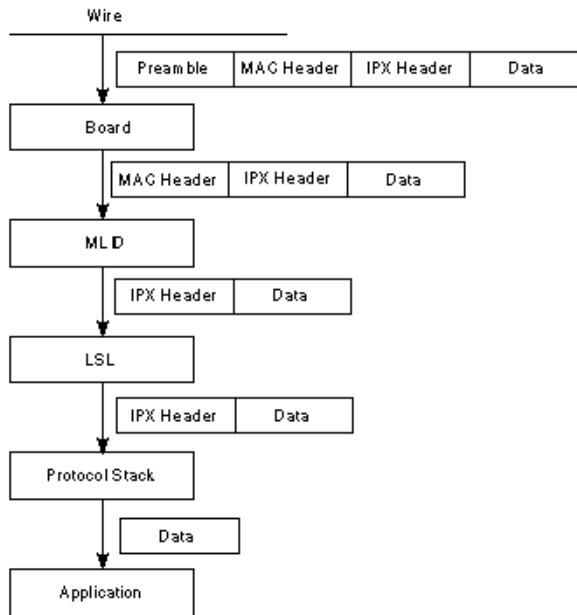 Wire
Preamble MAC Header IPX Header Data
Board
MAC Header IPX Header Data
MLID
IPX Header Data
LSL
IPX Header Data
Protocol Stack
Data
Application